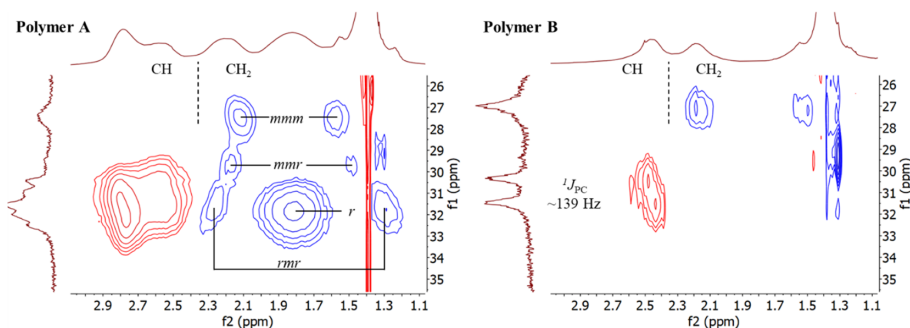 Polymer A
CH
CH₂
mmm
mmr
r
rmr
26
27
28
29
30
31
32
33
34
35
f1 (ppm)
2.9 2.7 2.5 2.3 2.1 1.9 1.7 1.5 1.3 1.1
f2 (ppm)
Polymer B
CH
CH₂
¹J_PC
~139 Hz
26
27
28
29
30
31
32
33
34
35
f1 (ppm)
2.9 2.7 2.5 2.3 2.1 1.9 1.7 1.5 1.3 1.1
f2 (ppm)